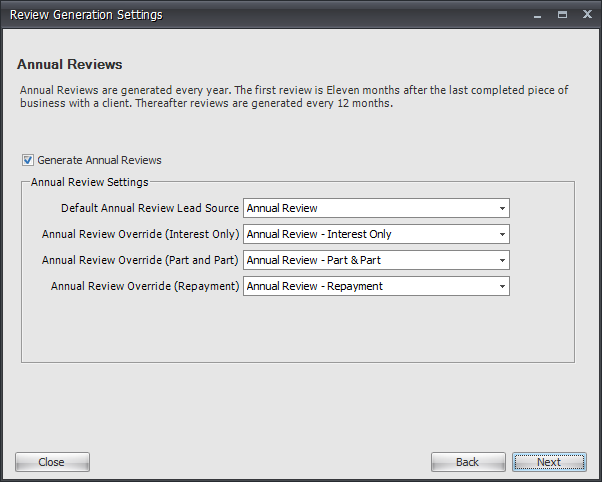 Review Generation Settings
Annual Reviews
Annual Reviews are generated every year. The first review is Eleven months after the last completed piece of
business with a client. Thereafter reviews are generated every 12 months.
Generate Annual Reviews
Annual Review Settings
Default Annual Review Lead Source Annual Review
Annual Review Override (Interest Only) Annual Review - Interest Only
Annual Review Override (Part and Part) Annual Review - Part & Part
Annual Review Override (Repayment) Annual Review - Repayment
Close Back Next